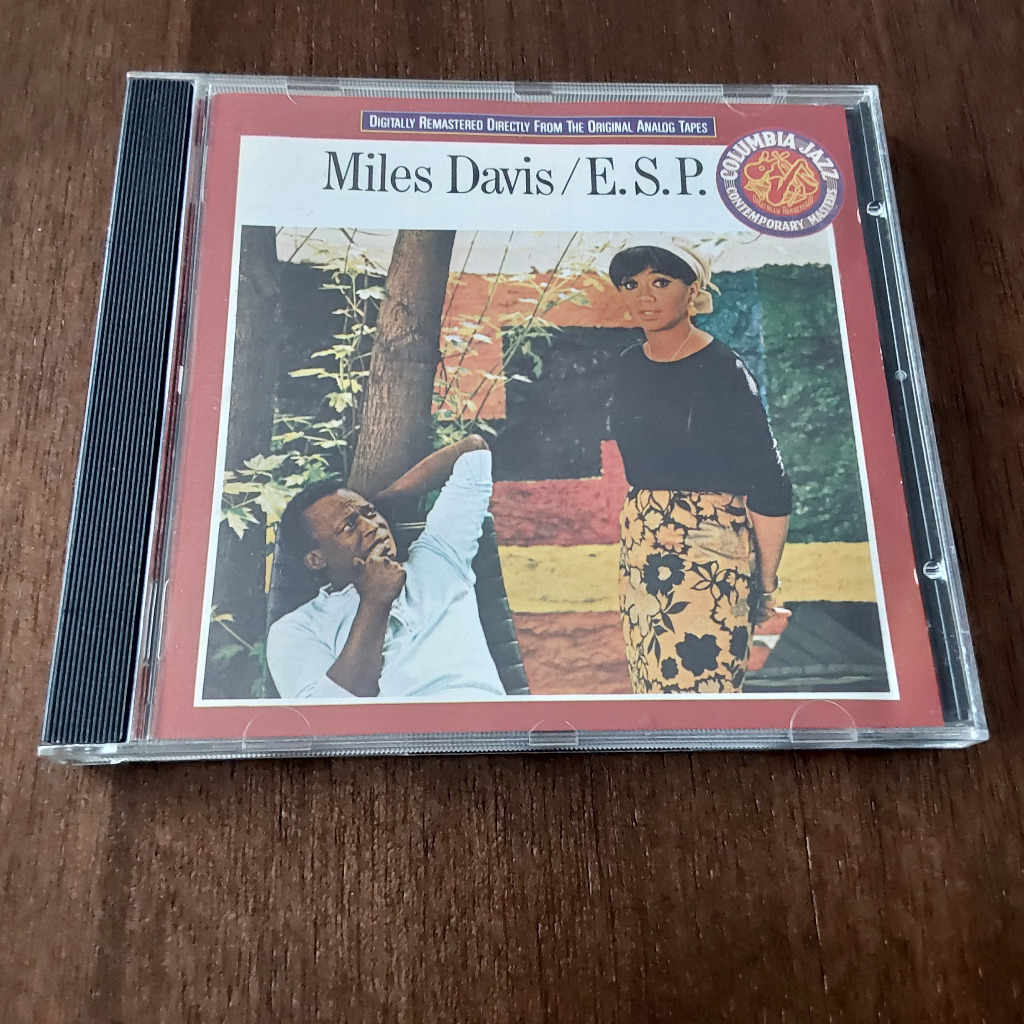 DIGITALLY REMASTERED DIRECTLY FROM THE ORIGINAL ANALOG TAPES
Miles Davis/E.S.P.
COLUMBIA JAZZ
CONTEMPORARY MASTERS